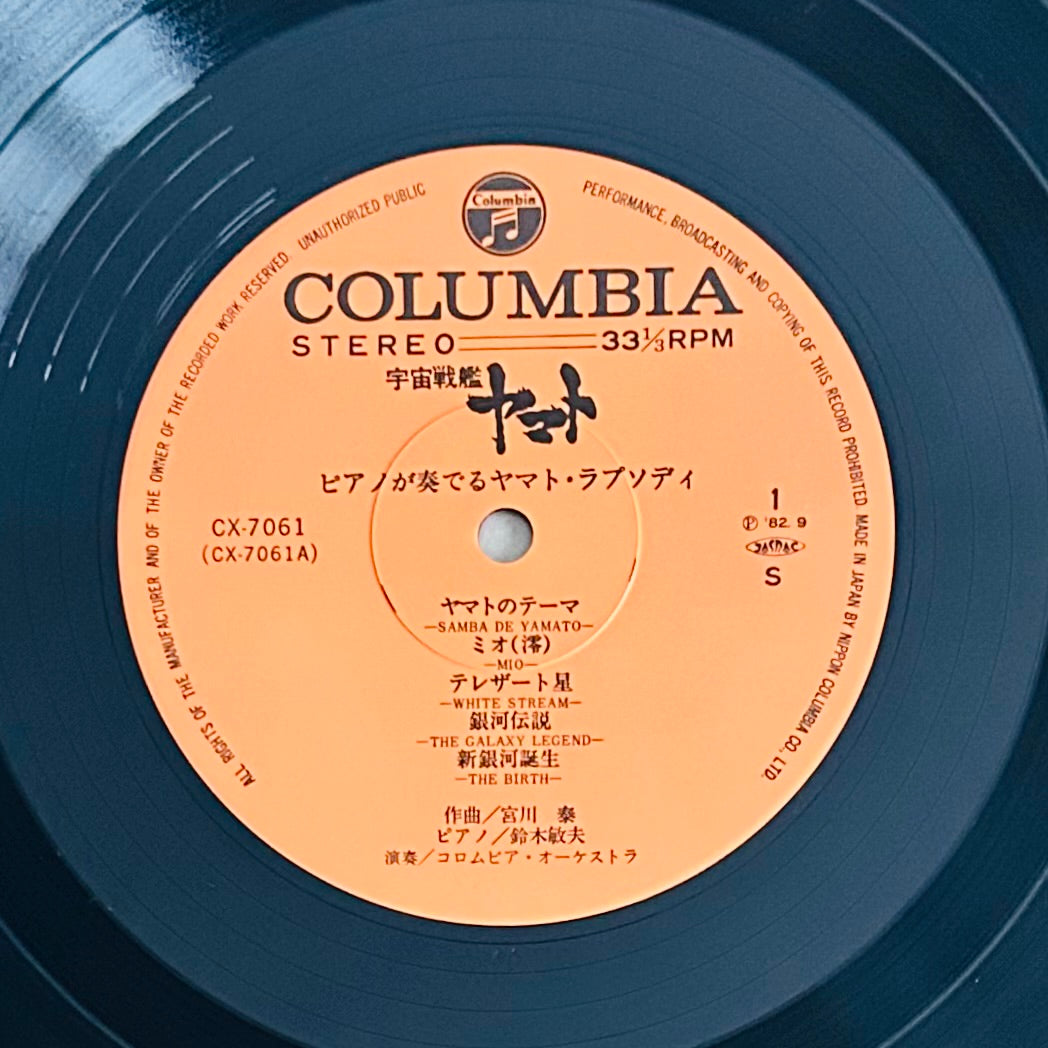 ALL RIGHTS OF THE MANUFACTURER AND OF THE OWNER OF THE RECORDED WORK RESERVED. UNAUTHORIZED PUBLIC PERFORMANCE, BROADCASTING AND COPYING OF THIS RECORD PROHIBITED MADE IN JAPAN BY NIPPON COLUMBIA CO., LTD.
Columbia
COLUMBIA
STEREO 33 1/3 RPM
宇宙戦艦ヤマト
ピアノが奏でるヤマト・ラプソディ
CX-7061
(CX-7061A)
1
Ⓟ '82. 9
JASRAC
S
ヤマトのテーマ
—SAMBA DE YAMATO—
ミオ(澪)
—MIO—
テレザート星
—WHITE STREAM—
銀河伝説
—THE GALAXY LEGEND—
新銀河誕生
—THE BIRTH—
作曲／宮川 泰
ピアノ／鈴木敏夫
演奏／コロムビア・オーケストラ